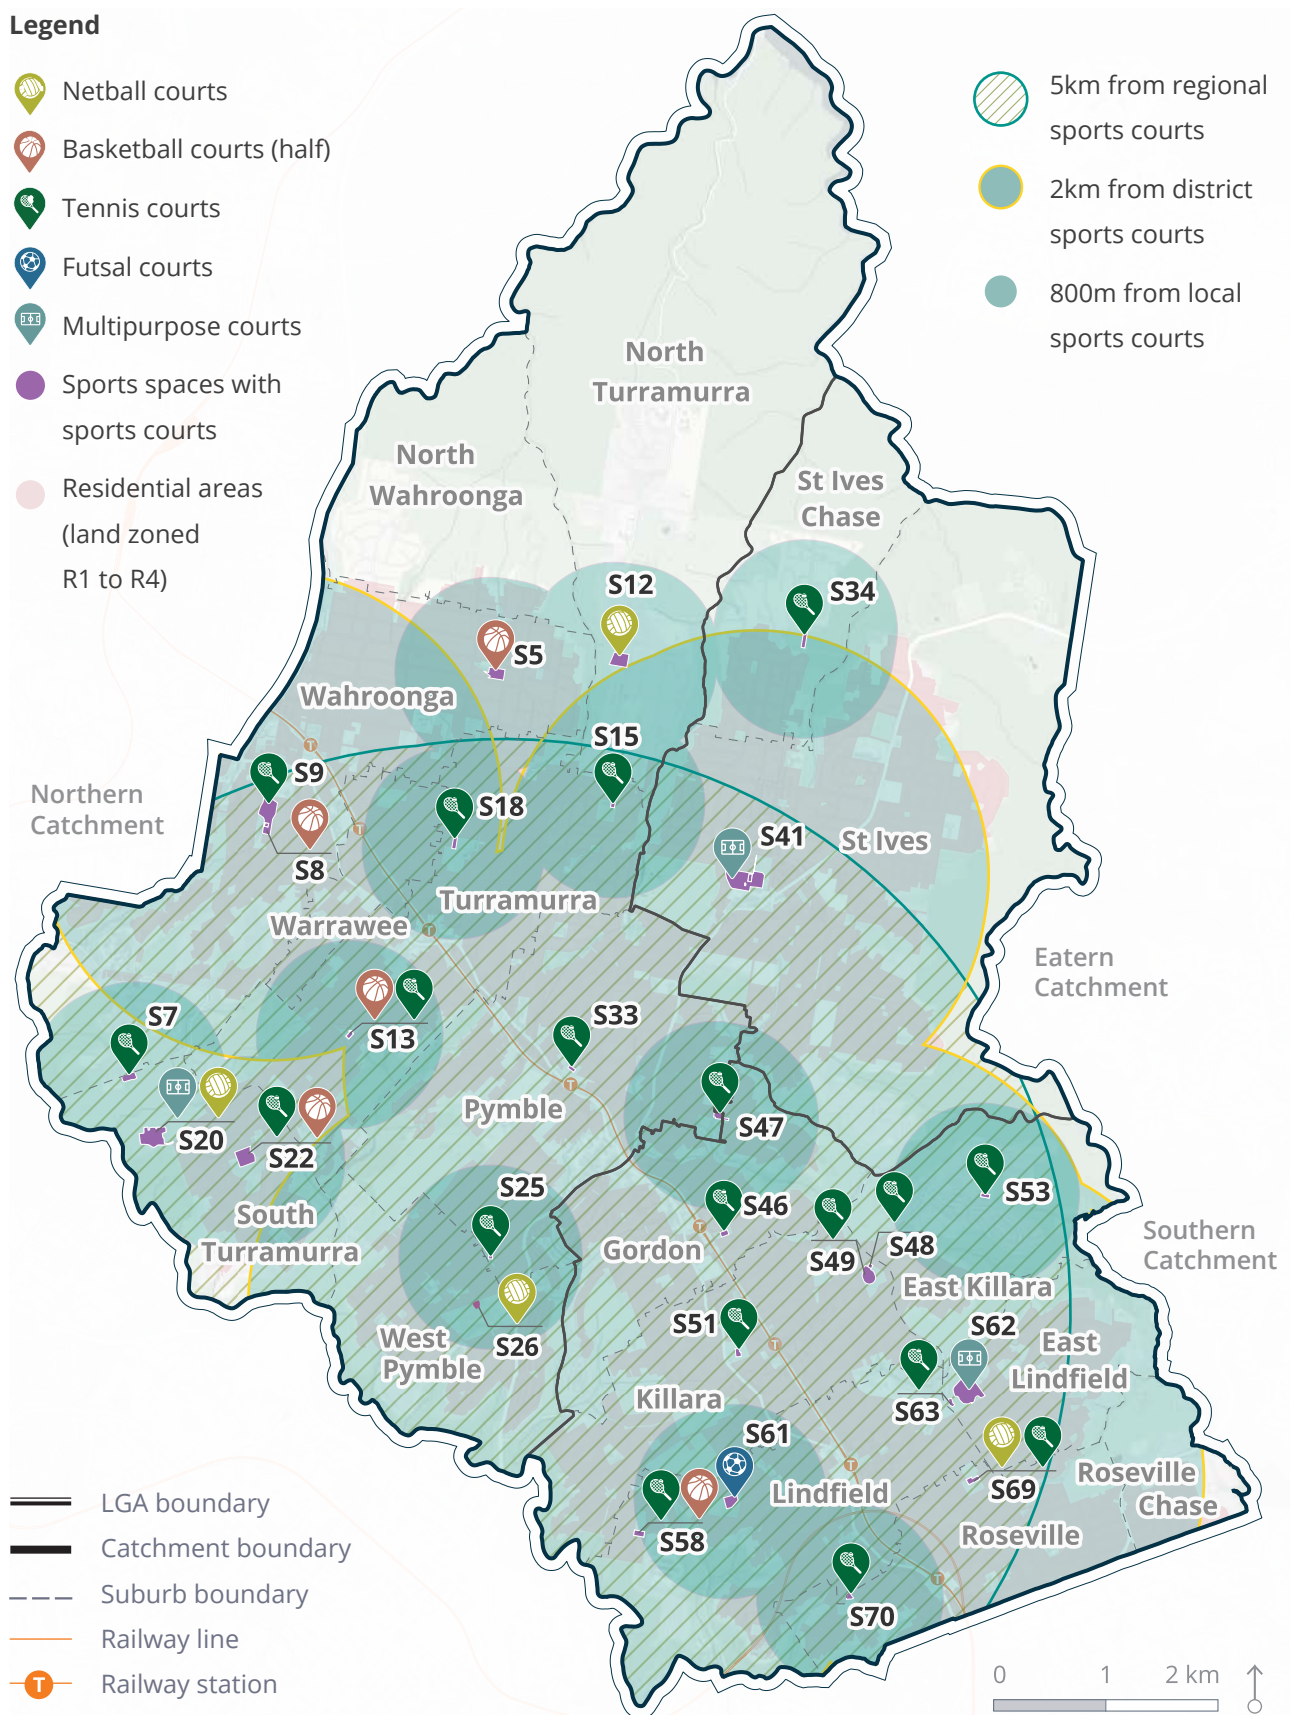 Legend
Netball courts
Basketball courts (half)
Tennis courts
Futsal courts
Multipurpose courts
Sports spaces with
sports courts
Residential areas
(land zoned
R1 to R4)
5km from regional
sports courts
2km from district
sports courts
800m from local
sports courts
North
Turramurra
North
Wahroonga
St Ives
Chase
S12
S34
S5
Wahroonga
S15
S9
S18
Northern
Catchment
S41
St Ives
S8
Turramurra
Warrawee
Eatern
Catchment
S7
S33
S13
Pymble
S47
S20
S22
S25
S46
S53
South
Turramurra
Gordon
S49
S48
Southern
Catchment
East Killara
S51
S62
S26
West
Pymble
East
Lindfield
Killara
S63
S61
S69
Roseville
Chase
Lindfield
S58
Roseville
S70
LGA boundary
Catchment boundary
Suburb boundary
Railway line
T
Railway station
0 1 2 km